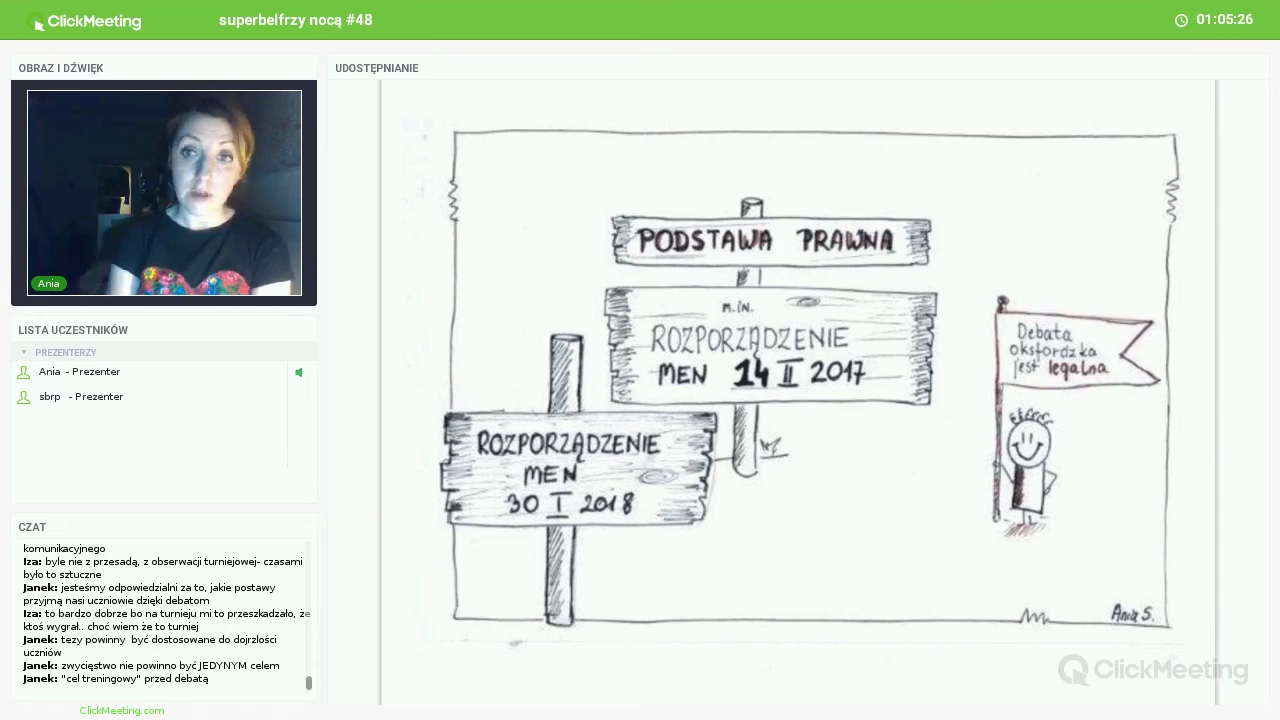 ClickMeeting
superbelfrzy nocą #48
01:05:26
OBRAZ I DŹWIĘK
UDOSTĘPNIANIE
Ania
LISTA UCZESTNIKÓW
PREZENTERZY
Ania - Prezenter
sbrp - Prezenter
CZAT
komunikacyjnego
Iza: byle nie z przesadą, z obserwacji turniejowej- czasami
było to sztuczne
Janek: jesteśmy odpowiedzialni za to, jakie postawy
przyjmą nasi uczniowie dzięki debatom
Iza: to bardzo dobrze bo na turnieju mi to przeszkadzało, że
ktoś wygrał.. choć wiem że to turniej
Janek: tezy powinny być dostosowane do dojrzlości
uczniów
Janek: zwycięstwo nie powinno być JEDYNYM celem
Janek: "cel treningowy" przed debatą
ClickMeeting.com
PODSTAWA PRAWNA
M.IN.
ROZPORZĄDZENIE
MEN 14 II 2017
ROZPORZĄDZENIE
MEN
30 I 2018
Debata
oksfordzka
jest legalna
Ania S.
ClickMeeting